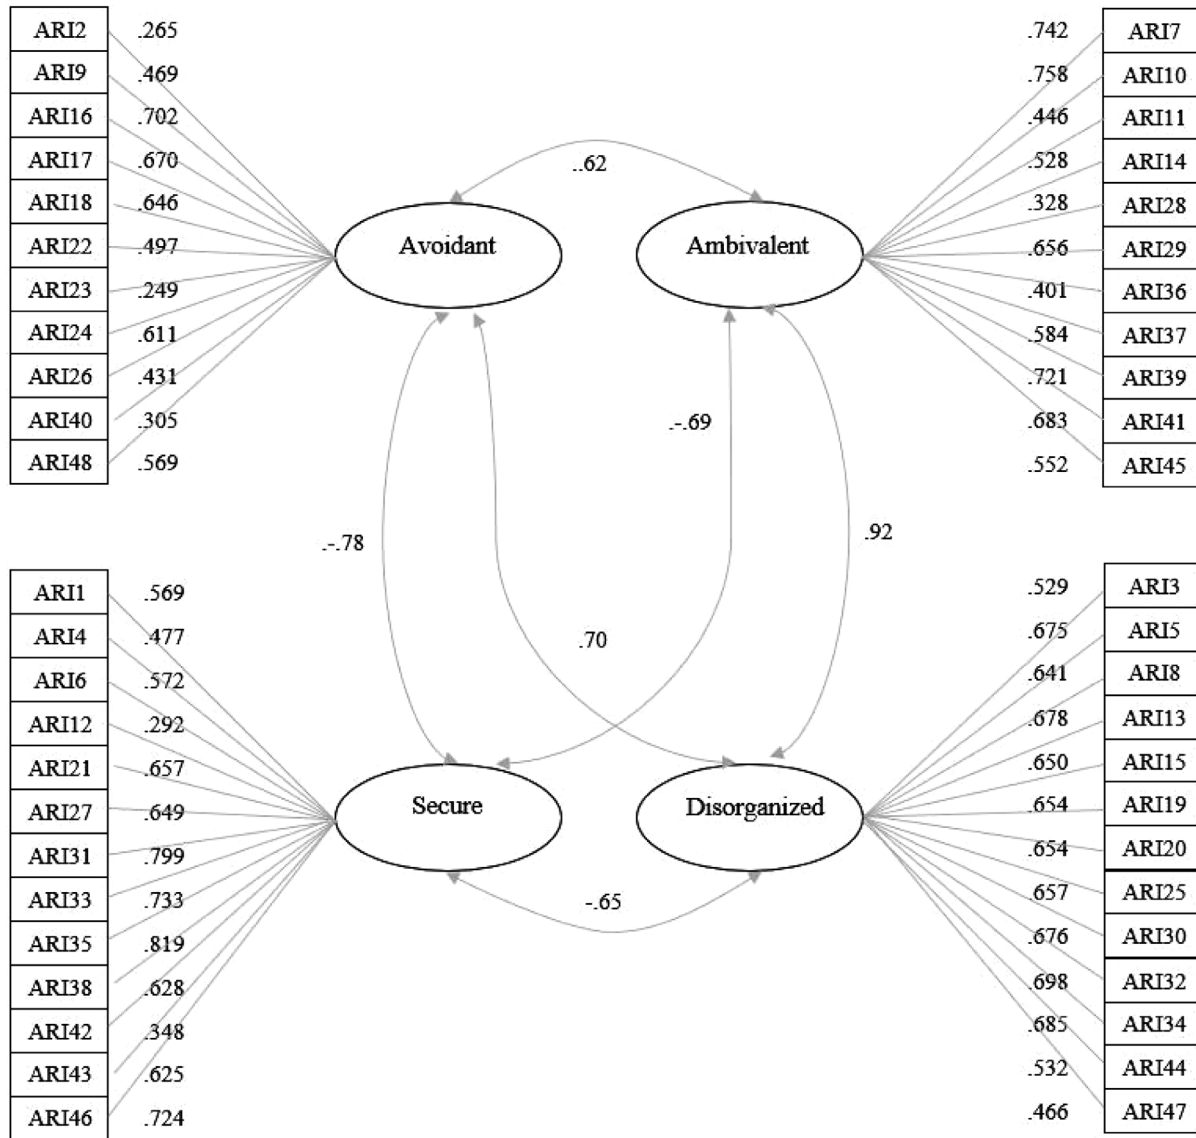 ARI2 .265
ARI9 .469
ARI16 .702
ARI17 .670
ARI18 .646
ARI22 .497
ARI23 .249
ARI24 .611
ARI26 .431
ARI40 .305
ARI48 .569
.742 ARI7
.758 ARI10
.446 ARI11
.528 ARI14
.328 ARI28
.656 ARI29
.401 ARI36
.584 ARI37
.721 ARI39
.683 ARI41
.552 ARI45
..62
Avoidant
Ambivalent
.-.69
.-.78
.92
.70
Secure
Disorganized
-.65
ARI1 .569
ARI4 .477
ARI6 .572
ARI12 .292
ARI21 .657
ARI27 .649
ARI31 .799
ARI33 .733
ARI35 .819
ARI38 .628
ARI42 .348
ARI43 .625
ARI46 .724
.529 ARI3
.675 ARI5
.641 ARI8
.678 ARI13
.650 ARI15
.654 ARI19
.654 ARI20
.657 ARI25
.676 ARI30
.698 ARI32
.685 ARI34
.532 ARI44
.466 ARI47